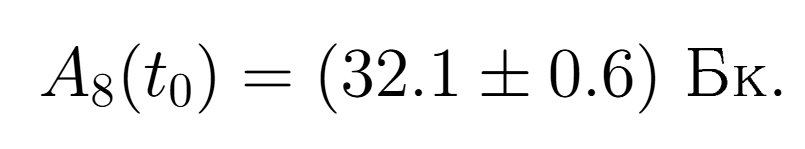 A₈(t₀) = (32.1 ± 0.6) Бк.